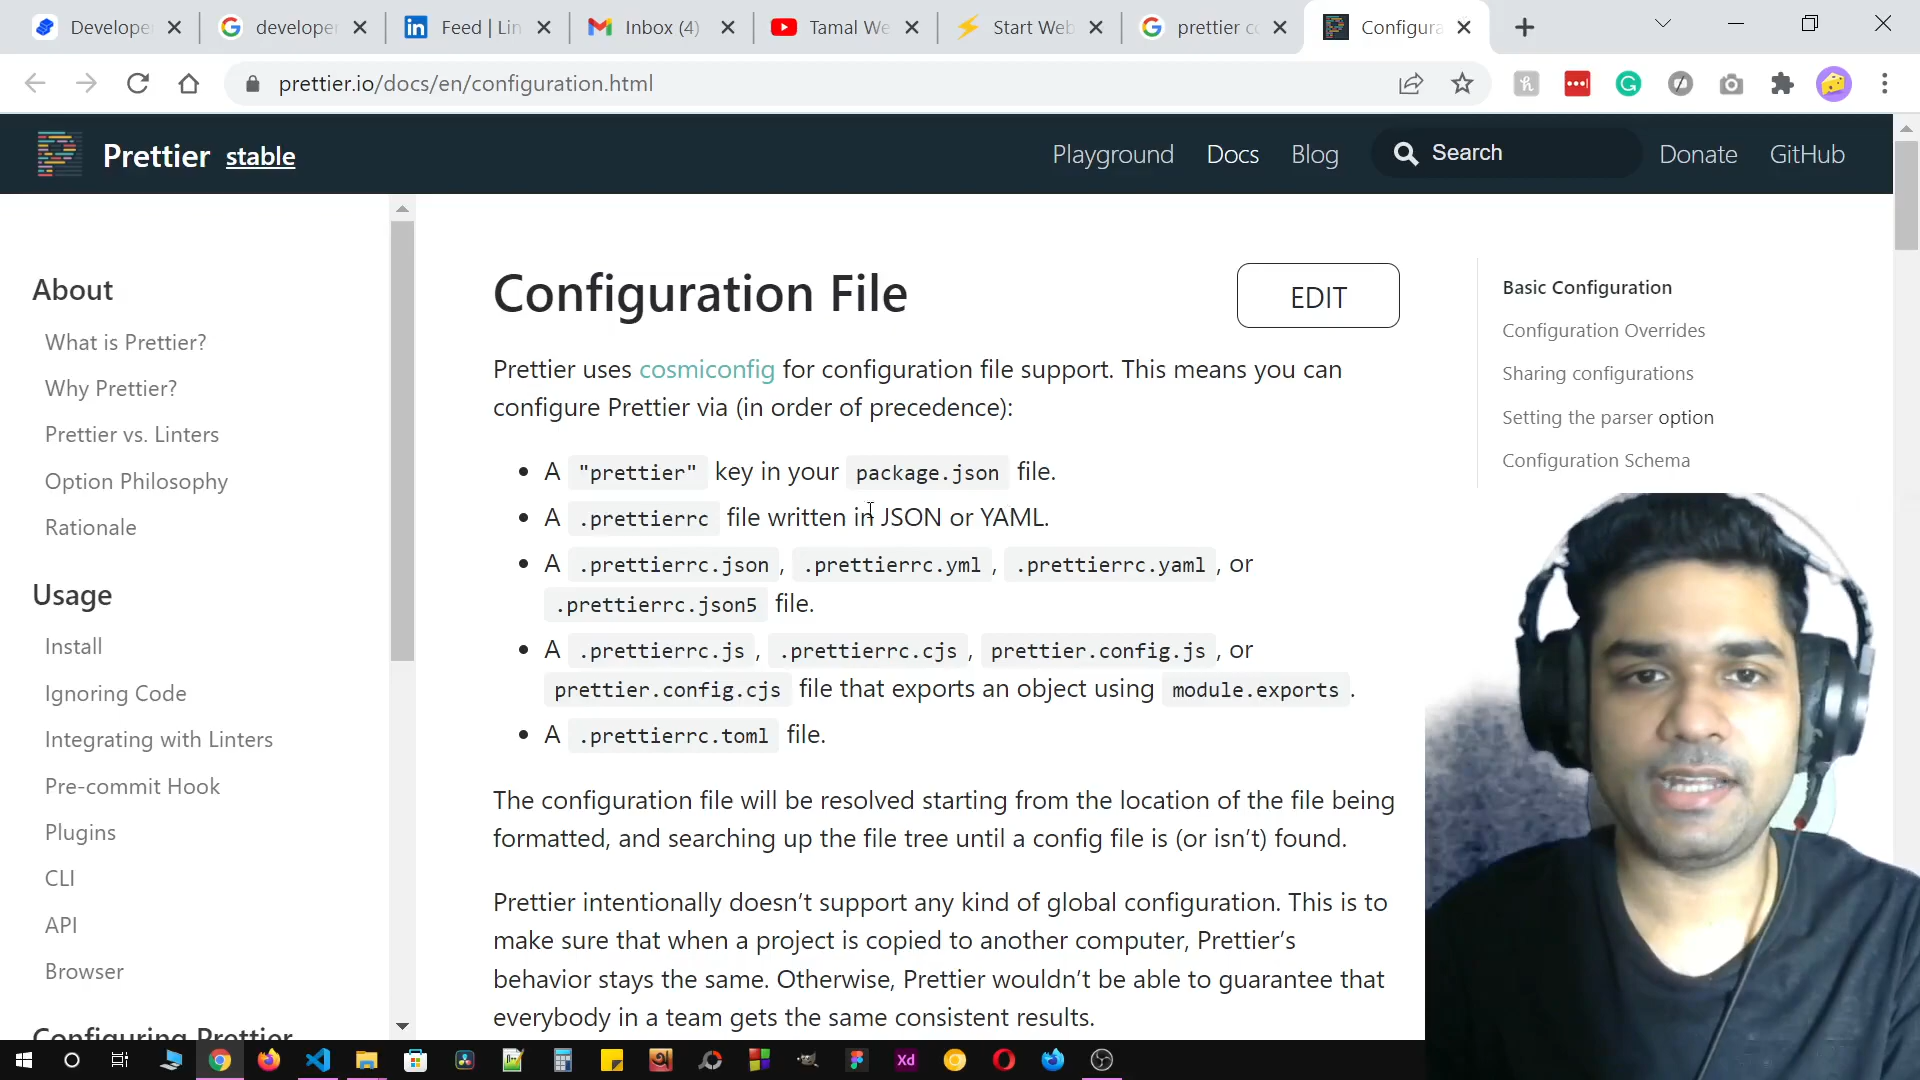 Developer
developer
Feed | Lin
Inbox (4)
Tamal We
Start Web
prettier co
Configura
prettier.io/docs/en/configuration.html
Prettier stable
Playground
Docs
Blog
Search
Donate
GitHub
About
What is Prettier?
Why Prettier?
Prettier vs. Linters
Option Philosophy
Rationale
Usage
Install
Ignoring Code
Integrating with Linters
Pre-commit Hook
Plugins
CLI
API
Browser
Configuring Prettier
Configuration File
EDIT
Prettier uses cosmiconfig for configuration file support. This means you can
configure Prettier via (in order of precedence):
• A "prettier" key in your package.json file.
• A .prettierrc file written in JSON or YAML.
• A .prettierrc.json, .prettierrc.yml, .prettierrc.yaml, or
.prettierrc.json5 file.
• A .prettierrc.js, .prettierrc.cjs, prettier.config.js, or
prettier.config.cjs file that exports an object using module.exports.
• A .prettierrc.toml file.
The configuration file will be resolved starting from the location of the file being
formatted, and searching up the file tree until a config file is (or isn’t) found.
Prettier intentionally doesn’t support any kind of global configuration. This is to
make sure that when a project is copied to another computer, Prettier’s
behavior stays the same. Otherwise, Prettier wouldn’t be able to guarantee that
everybody in a team gets the same consistent results.
Basic Configuration
Configuration Overrides
Sharing configurations
Setting the parser option
Configuration Schema
Xd